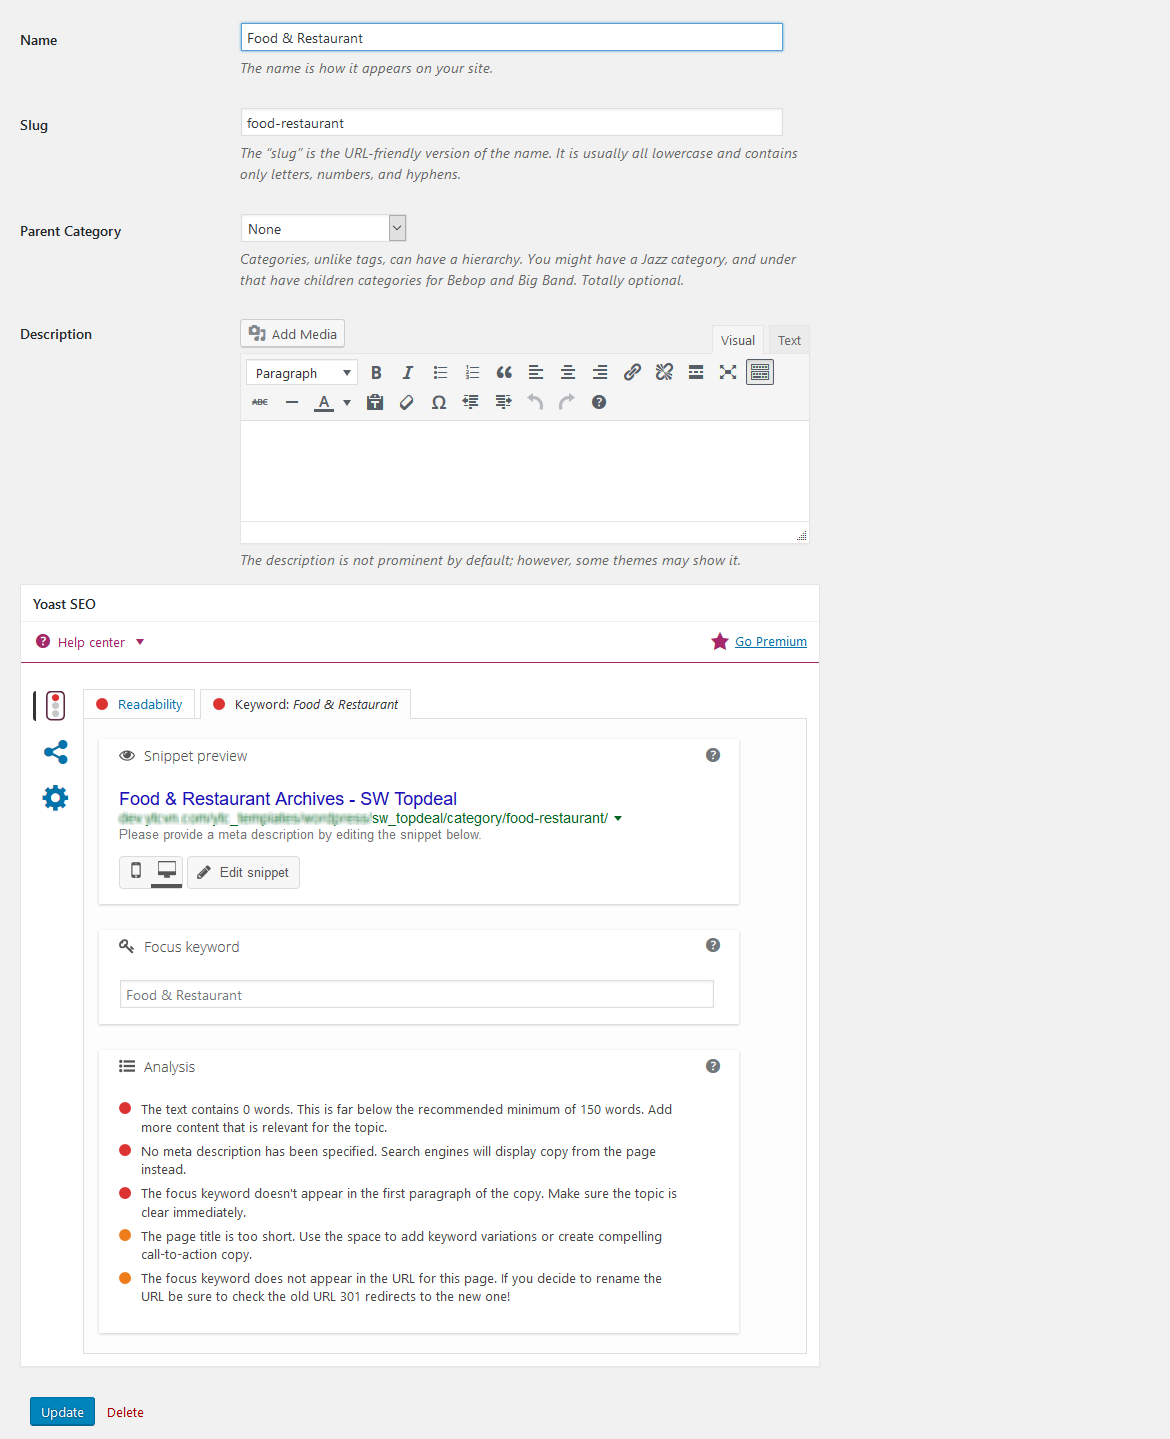 Name
Food & Restaurant
The name is how it appears on your site.
Slug
food-restaurant
The “slug” is the URL-friendly version of the name. It is usually all lowercase and contains
only letters, numbers, and hyphens.
Parent Category
None
Categories, unlike tags, can have a hierarchy. You might have a Jazz category, and under
that have children categories for Bebop and Big Band. Totally optional.
Description
Add Media
Visual
Text
Paragraph
B
I
ABC
A
Ω
The description is not prominent by default; however, some themes may show it.
Yoast SEO
Help center
Go Premium
Readability
Keyword: Food & Restaurant
Snippet preview
Food & Restaurant Archives - SW Topdeal
sw_topdeal/category/food-restaurant/
Please provide a meta description by editing the snippet below.
Edit snippet
Focus keyword
Food & Restaurant
Analysis
The text contains 0 words. This is far below the recommended minimum of 150 words. Add
more content that is relevant for the topic.
No meta description has been specified. Search engines will display copy from the page
instead.
The focus keyword doesn't appear in the first paragraph of the copy. Make sure the topic is
clear immediately.
The page title is too short. Use the space to add keyword variations or create compelling
call-to-action copy.
The focus keyword does not appear in the URL for this page. If you decide to rename the
URL be sure to check the old URL 301 redirects to the new one!
Update
Delete